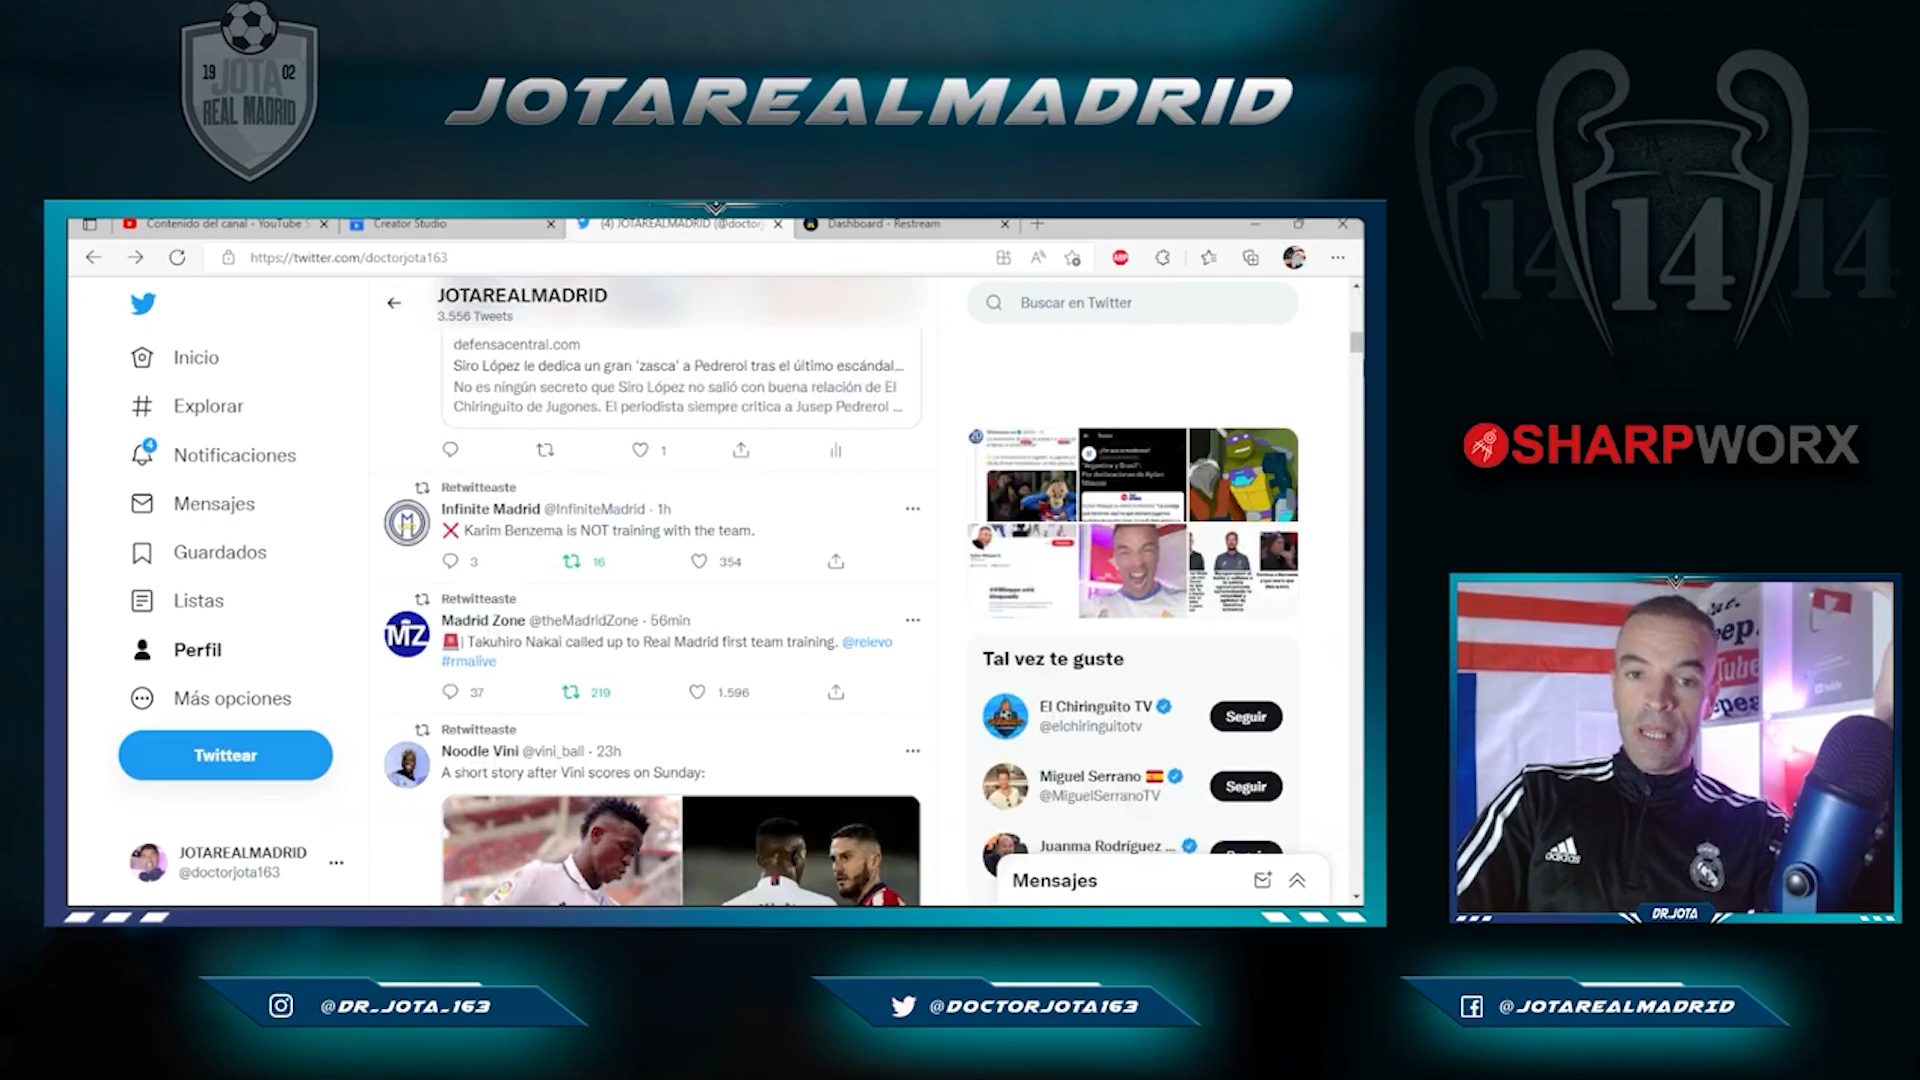 19 JOTA 02
REAL MADRID
JOTAREALMADRID
14 14 14
Contenido del canal - YouTube S
Creator Studio
(4) JOTAREALMADRID (@doctorj
Dashboard - Restream
https://twitter.com/doctorjota163
ABP
JOTAREALMADRID
3.556 Tweets
Buscar en Twitter
Inicio
Explorar
4
Notificaciones
Mensajes
Guardados
Listas
Perfil
Más opciones
Twittear
JOTAREALMADRID
@doctorjota163
defensacentral.com
Siro López le dedica un gran 'zasca' a Pedrerol tras el último escándal...
No es ningún secreto que Siro López no salió con buena relación de El
Chiringuito de Jugones. El periodista siempre critica a Jusep Pedrerol ...
1
Retwitteaste
Infinite Madrid @InfiniteMadrid · 1h
❌ Karim Benzema is NOT training with the team.
3 16 354
Retwitteaste
MZ
Madrid Zone @theMadridZone · 56min
🚨| Takuhiro Nakai called up to Real Madrid first team training. @relevo
#rmalive
37 219 1.596
Retwitteaste
Noodle Vini @vini_ball · 23h
A short story after Vini scores on Sunday:
Tal vez te guste
El Chiringuito TV
@elchiringuitotv
Seguir
Miguel Serrano 🇪🇸
@MiguelSerranoTV
Seguir
Juanma Rodríguez ...
Mensajes
SHARPWORX
adidas
DR.JOTA
@DR_JOTA_163
@DOCTORJOTA163
@JOTAREALMADRID